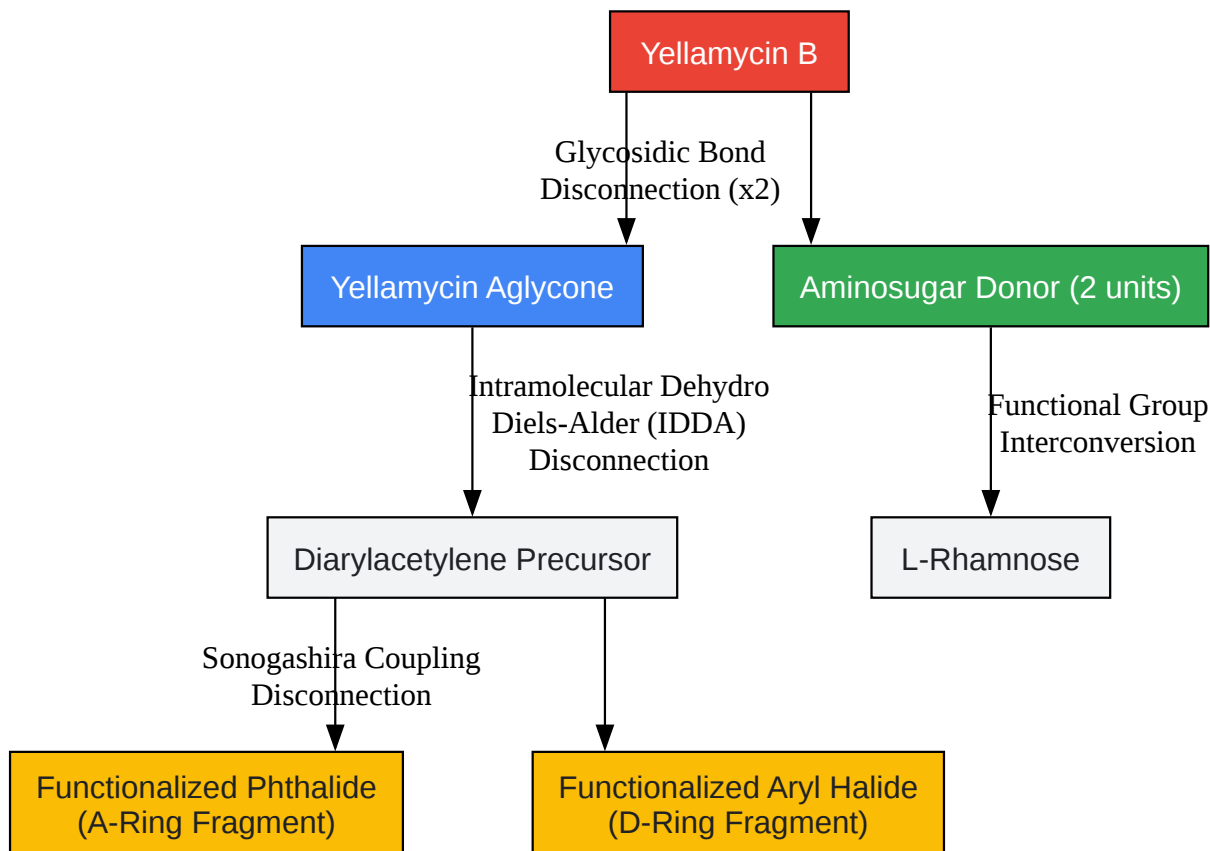 Yellamycin B
Glycosidic Bond
Disconnection (x2)
Yellamycin Aglycone
Aminosugar Donor (2 units)
Intramolecular Dehydro
Diels-Alder (IDDA)
Disconnection
Functional Group
Interconversion
Diarylacetylene Precursor
L-Rhamnose
Sonogashira Coupling
Disconnection
Functionalized Phthalide
(A-Ring Fragment)
Functionalized Aryl Halide
(D-Ring Fragment)